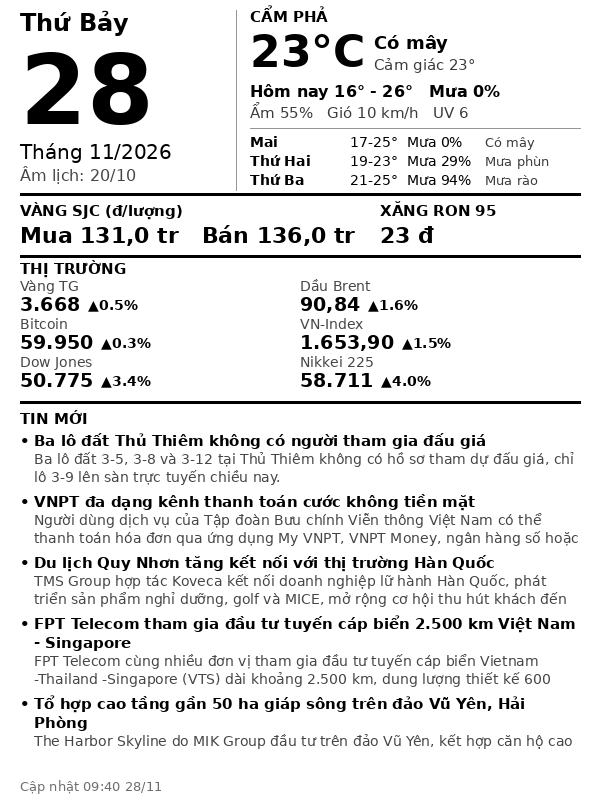 Thứ Bảy
28
Tháng 11/2026
Âm lịch: 20/10
CẨM PHẢ
23°C Có mây
Cảm giác 23°
Hôm nay 16° - 26° Mưa 0%
Ẩm 55% Gió 10 km/h UV 6
Mai 17-25° Mưa 0% Có mây
Thứ Hai 19-23° Mưa 29% Mưa phùn
Thứ Ba 21-25° Mưa 94% Mưa rào
VÀNG SJC (đ/lượng)
Mua 131,0 tr Bán 136,0 tr
XĂNG RON 95
23 đ
THỊ TRƯỜNG
Vàng TG
3.668 ▲0.5%
Dầu Brent
90,84 ▲1.6%
Bitcoin
59.950 ▲0.3%
VN-Index
1.653,90 ▲1.5%
Dow Jones
50.775 ▲3.4%
Nikkei 225
58.711 ▲4.0%
TIN MỚI
• Ba lô đất Thủ Thiêm không có người tham gia đấu giá
Ba lô đất 3-5, 3-8 và 3-12 tại Thủ Thiêm không có hồ sơ tham dự đấu giá, chỉ
lô 3-9 lên sàn trực tuyến chiều nay.
• VNPT đa dạng kênh thanh toán cước không tiền mặt
Người dùng dịch vụ của Tập đoàn Bưu chính Viễn thông Việt Nam có thể
thanh toán hóa đơn qua ứng dụng My VNPT, VNPT Money, ngân hàng số hoặc
• Du lịch Quy Nhơn tăng kết nối với thị trường Hàn Quốc
TMS Group hợp tác Koveca kết nối doanh nghiệp lữ hành Hàn Quốc, phát
triển sản phẩm nghỉ dưỡng, golf và MICE, mở rộng cơ hội thu hút khách đến
• FPT Telecom tham gia đầu tư tuyến cáp biển 2.500 km Việt Nam
- Singapore
FPT Telecom cùng nhiều đơn vị tham gia đầu tư tuyến cáp biển Vietnam
-Thailand -Singapore (VTS) dài khoảng 2.500 km, dung lượng thiết kế 600
• Tổ hợp cao tầng gần 50 ha giáp sông trên đảo Vũ Yên, Hải
Phòng
The Harbor Skyline do MIK Group đầu tư trên đảo Vũ Yên, kết hợp căn hộ cao
Cập nhật 09:40 28/11